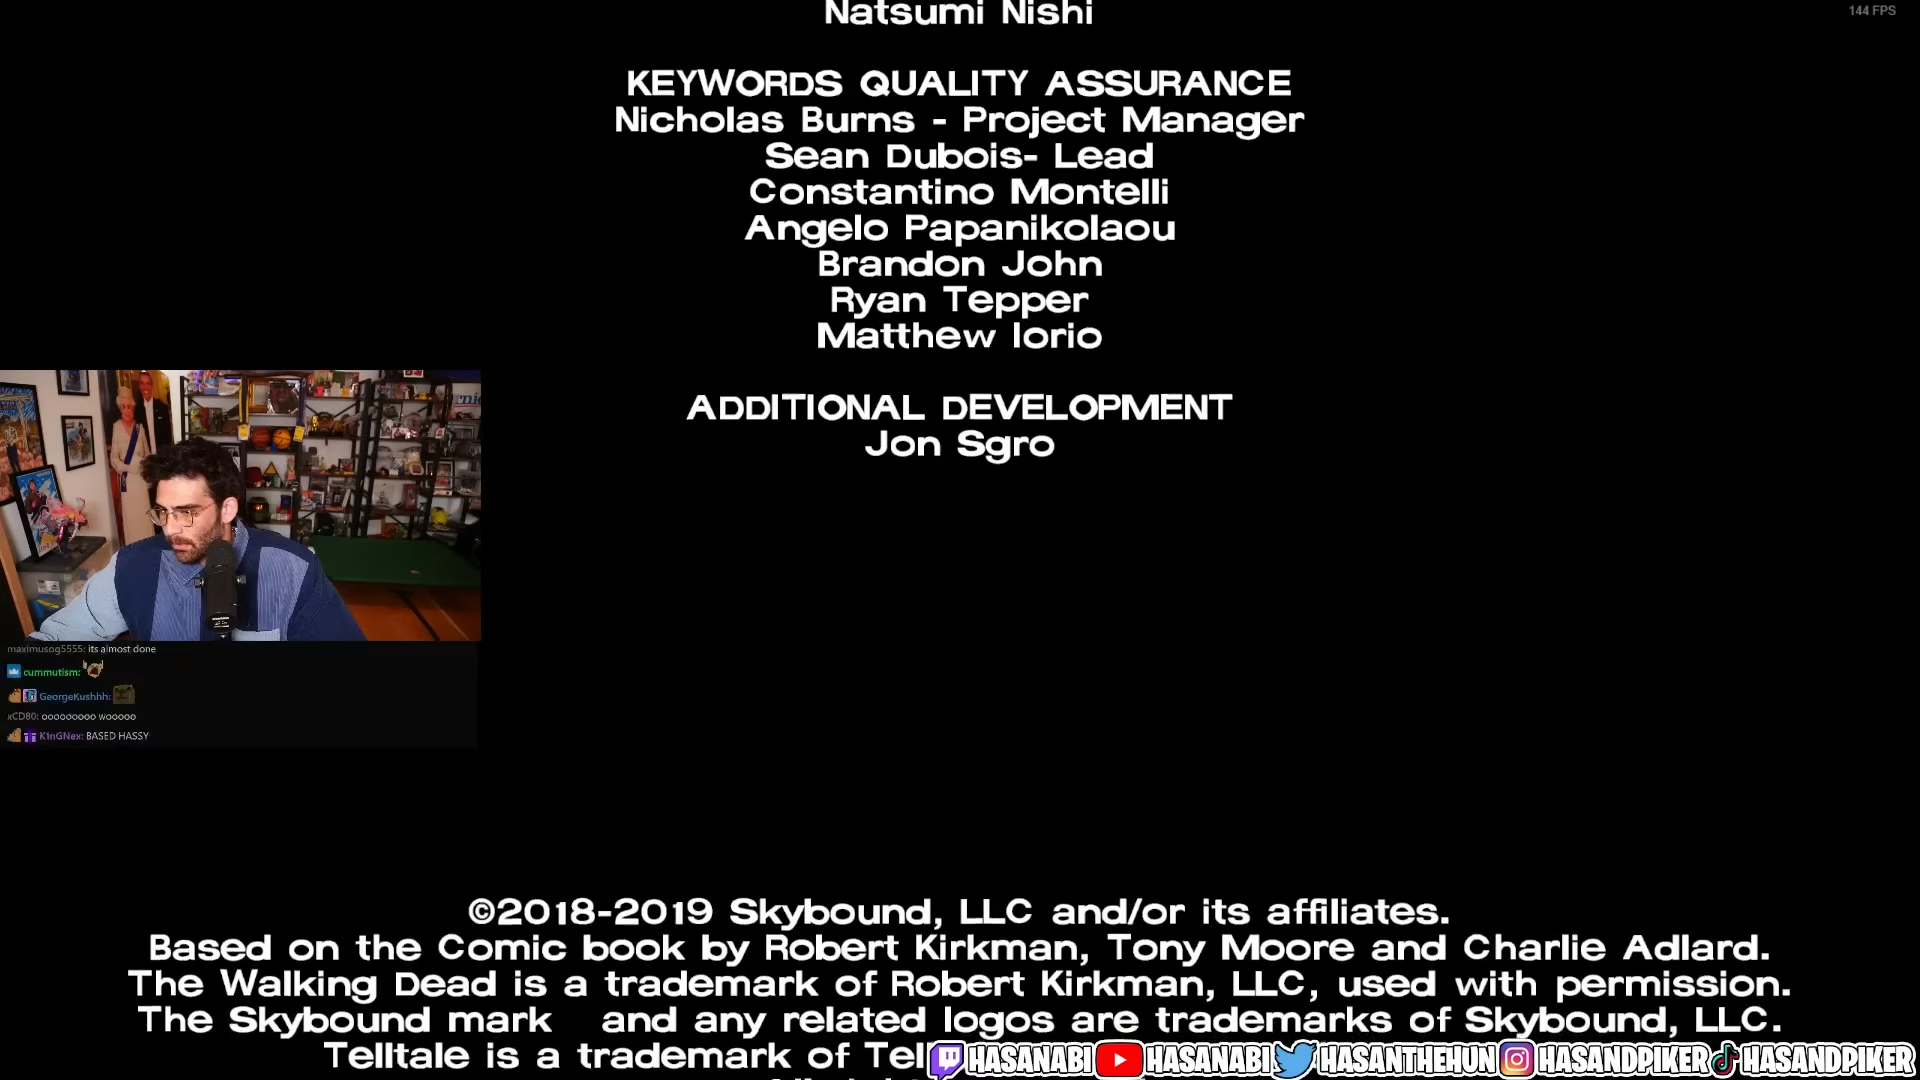 Natsumi Nishi
144 FPS
KEYWORDS QUALITY ASSURANCE
Nicholas Burns - Project Manager
Sean Dubois- Lead
Constantino Montelli
Angelo Papanikolaou
Brandon John
Ryan Tepper
Matthew Iorio
ADDITIONAL DEVELOPMENT
Jon Sgro
maximusog5555: its almost done
cummutism:
GeorgeKushhh:
xCD80: ooooooooo wooooo
K1nGNex: BASED HASSY
©2018-2019 Skybound, LLC and/or its affiliates.
Based on the Comic book by Robert Kirkman, Tony Moore and Charlie Adlard.
The Walking Dead is a trademark of Robert Kirkman, LLC, used with permission.
The Skybound mark and any related logos are trademarks of Skybound, LLC.
Telltale is a trademark of Tel
HASANABI HASANABI HASANTHEHUN HASANDPIKER HASANDPIKER